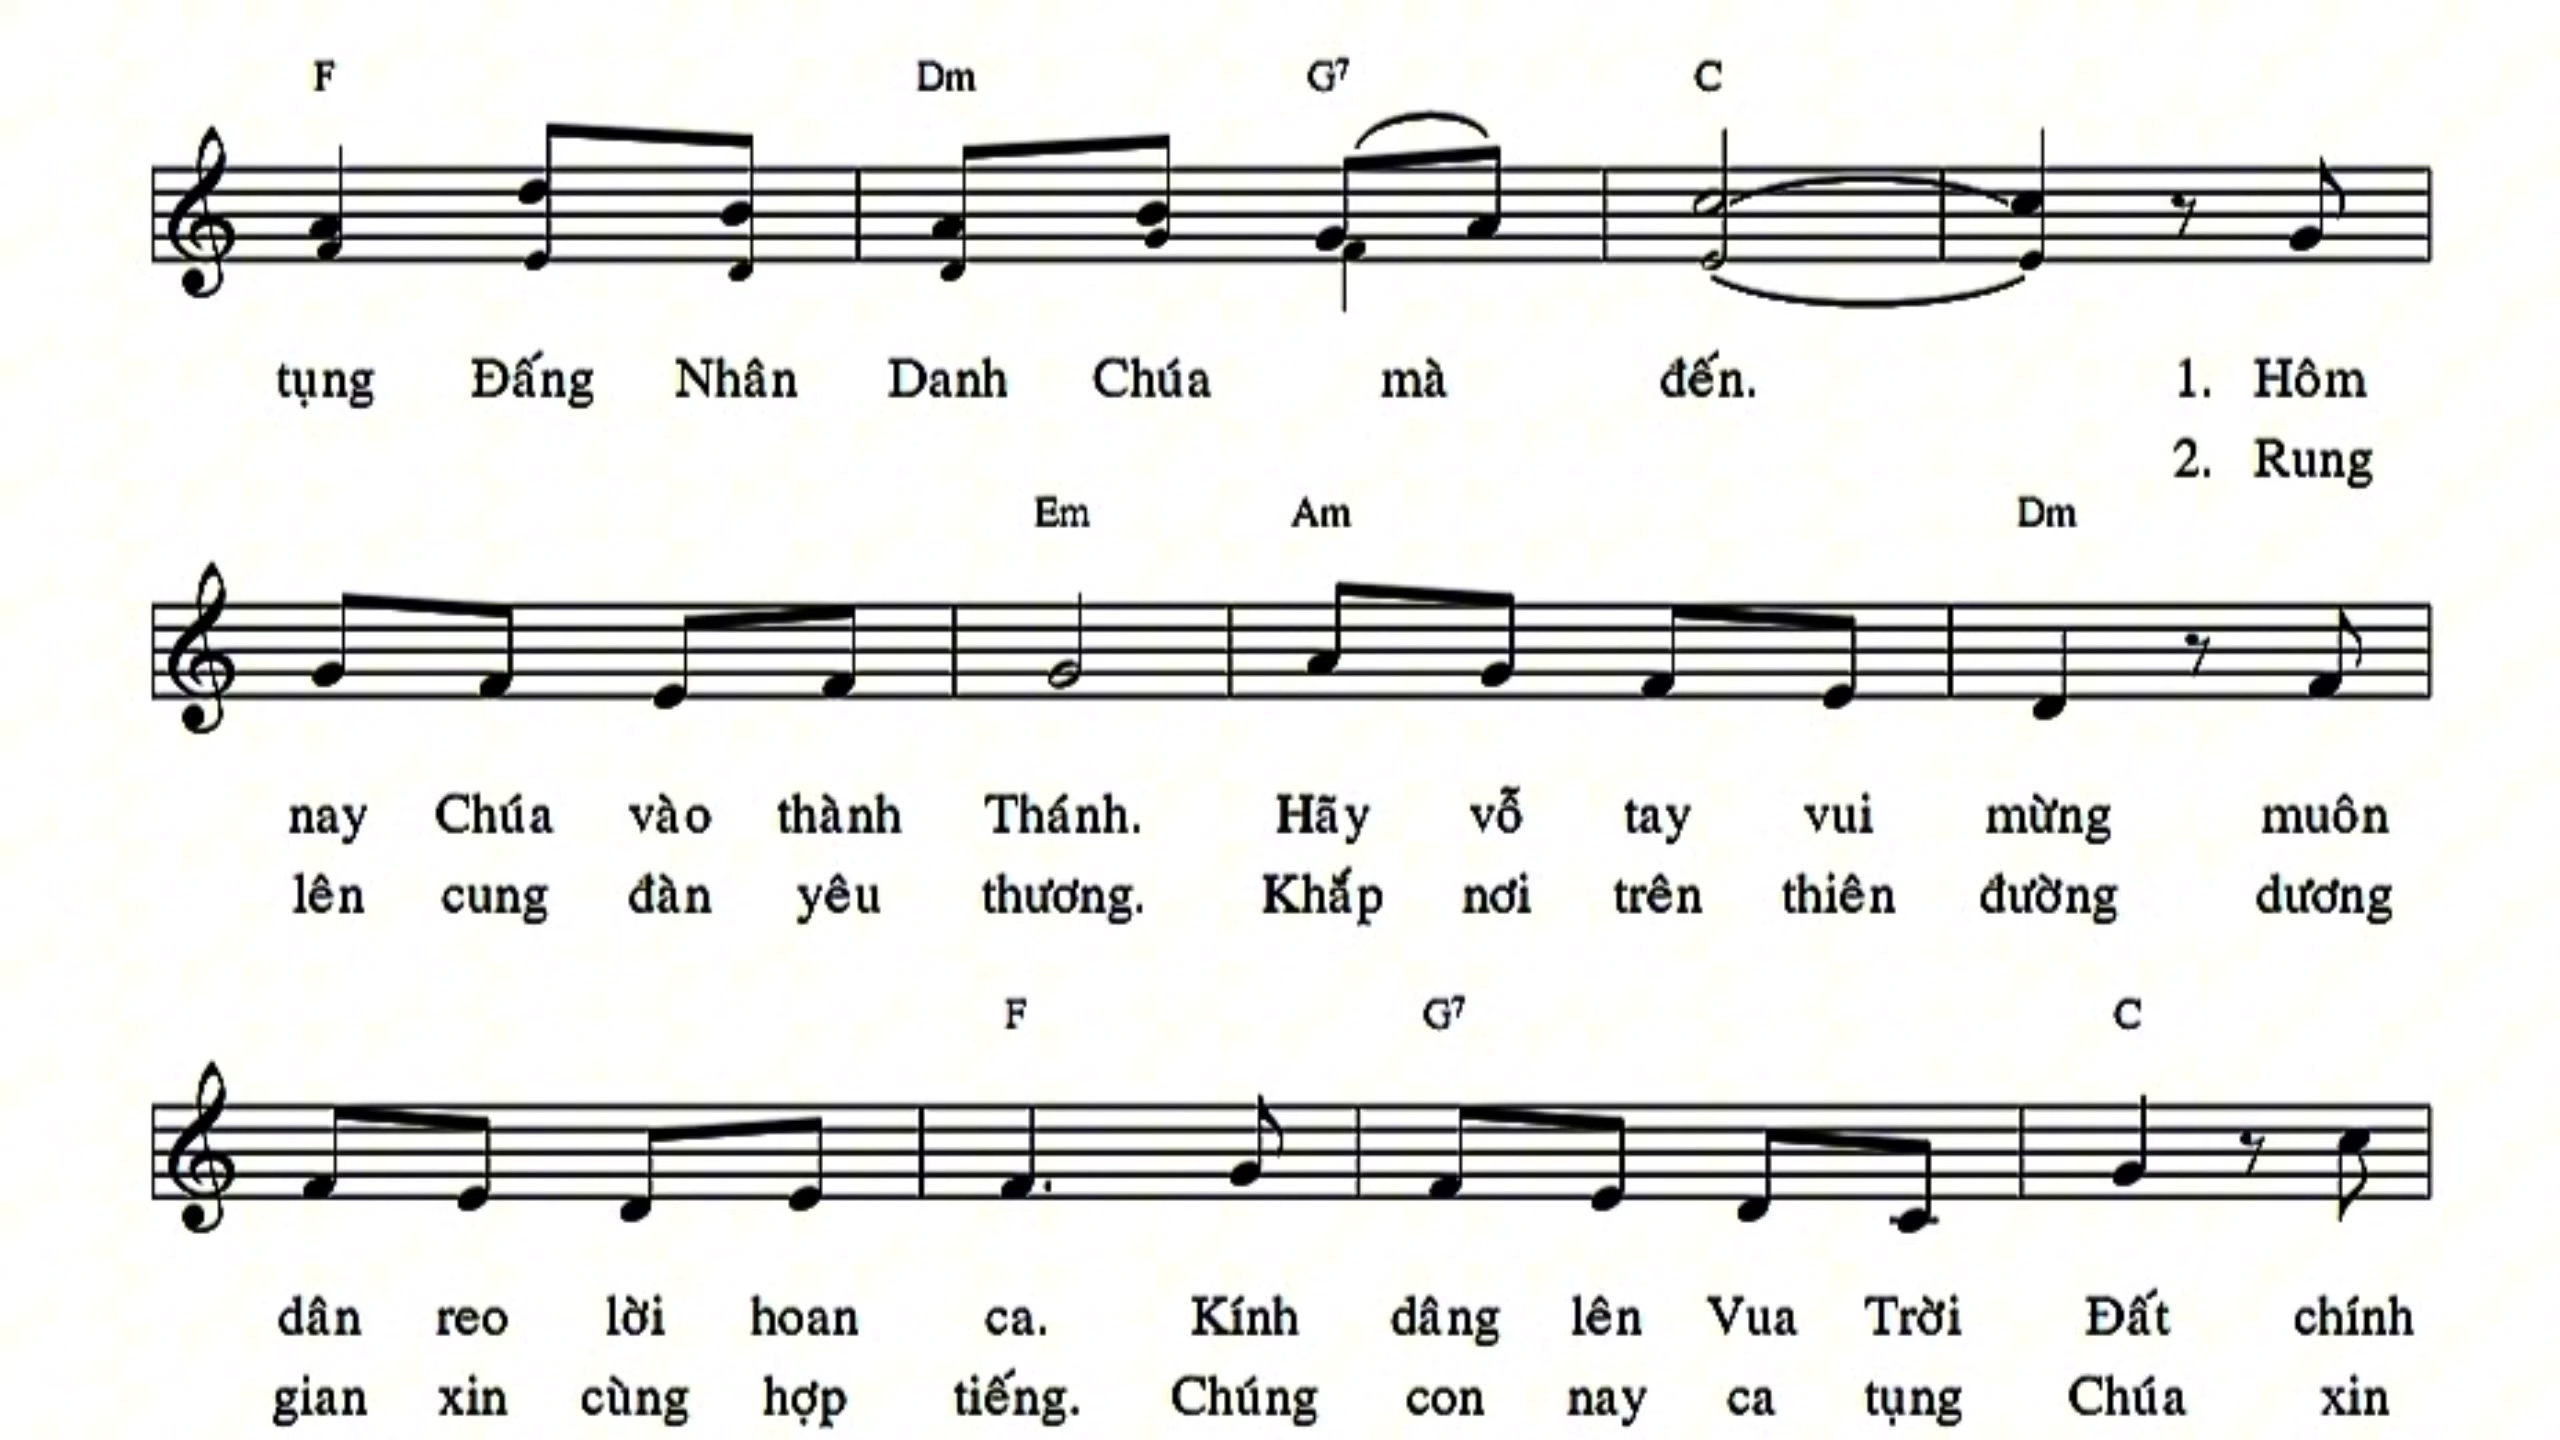 F Dm G7 C
tụng Đấng Nhân Danh Chúa mà đến. 1. Hôm
2. Rung
Em Am Dm
nay Chúa vào thành Thánh. Hãy vỗ tay vui mừng muôn
lên cung đàn yêu thương. Khắp nơi trên thiên đường dương
F G7 C
dân reo lời hoan ca. Kính dâng lên Vua Trời Đất chính
gian xin cùng hợp tiếng. Chúng con nay ca tụng Chúa xin